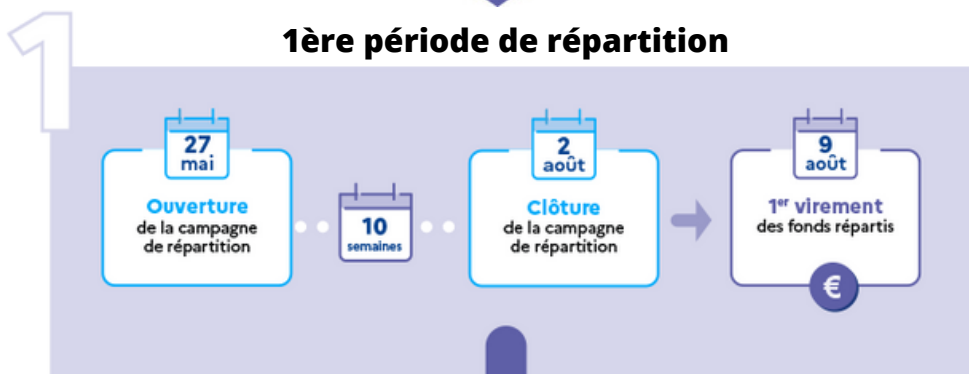 1
1ère période de répartition
27
mai
Ouverture
de la campagne
de répartition
10
semaines
2
août
Clôture
de la campagne
de répartition
9
août
1er virement
des fonds répartis
€